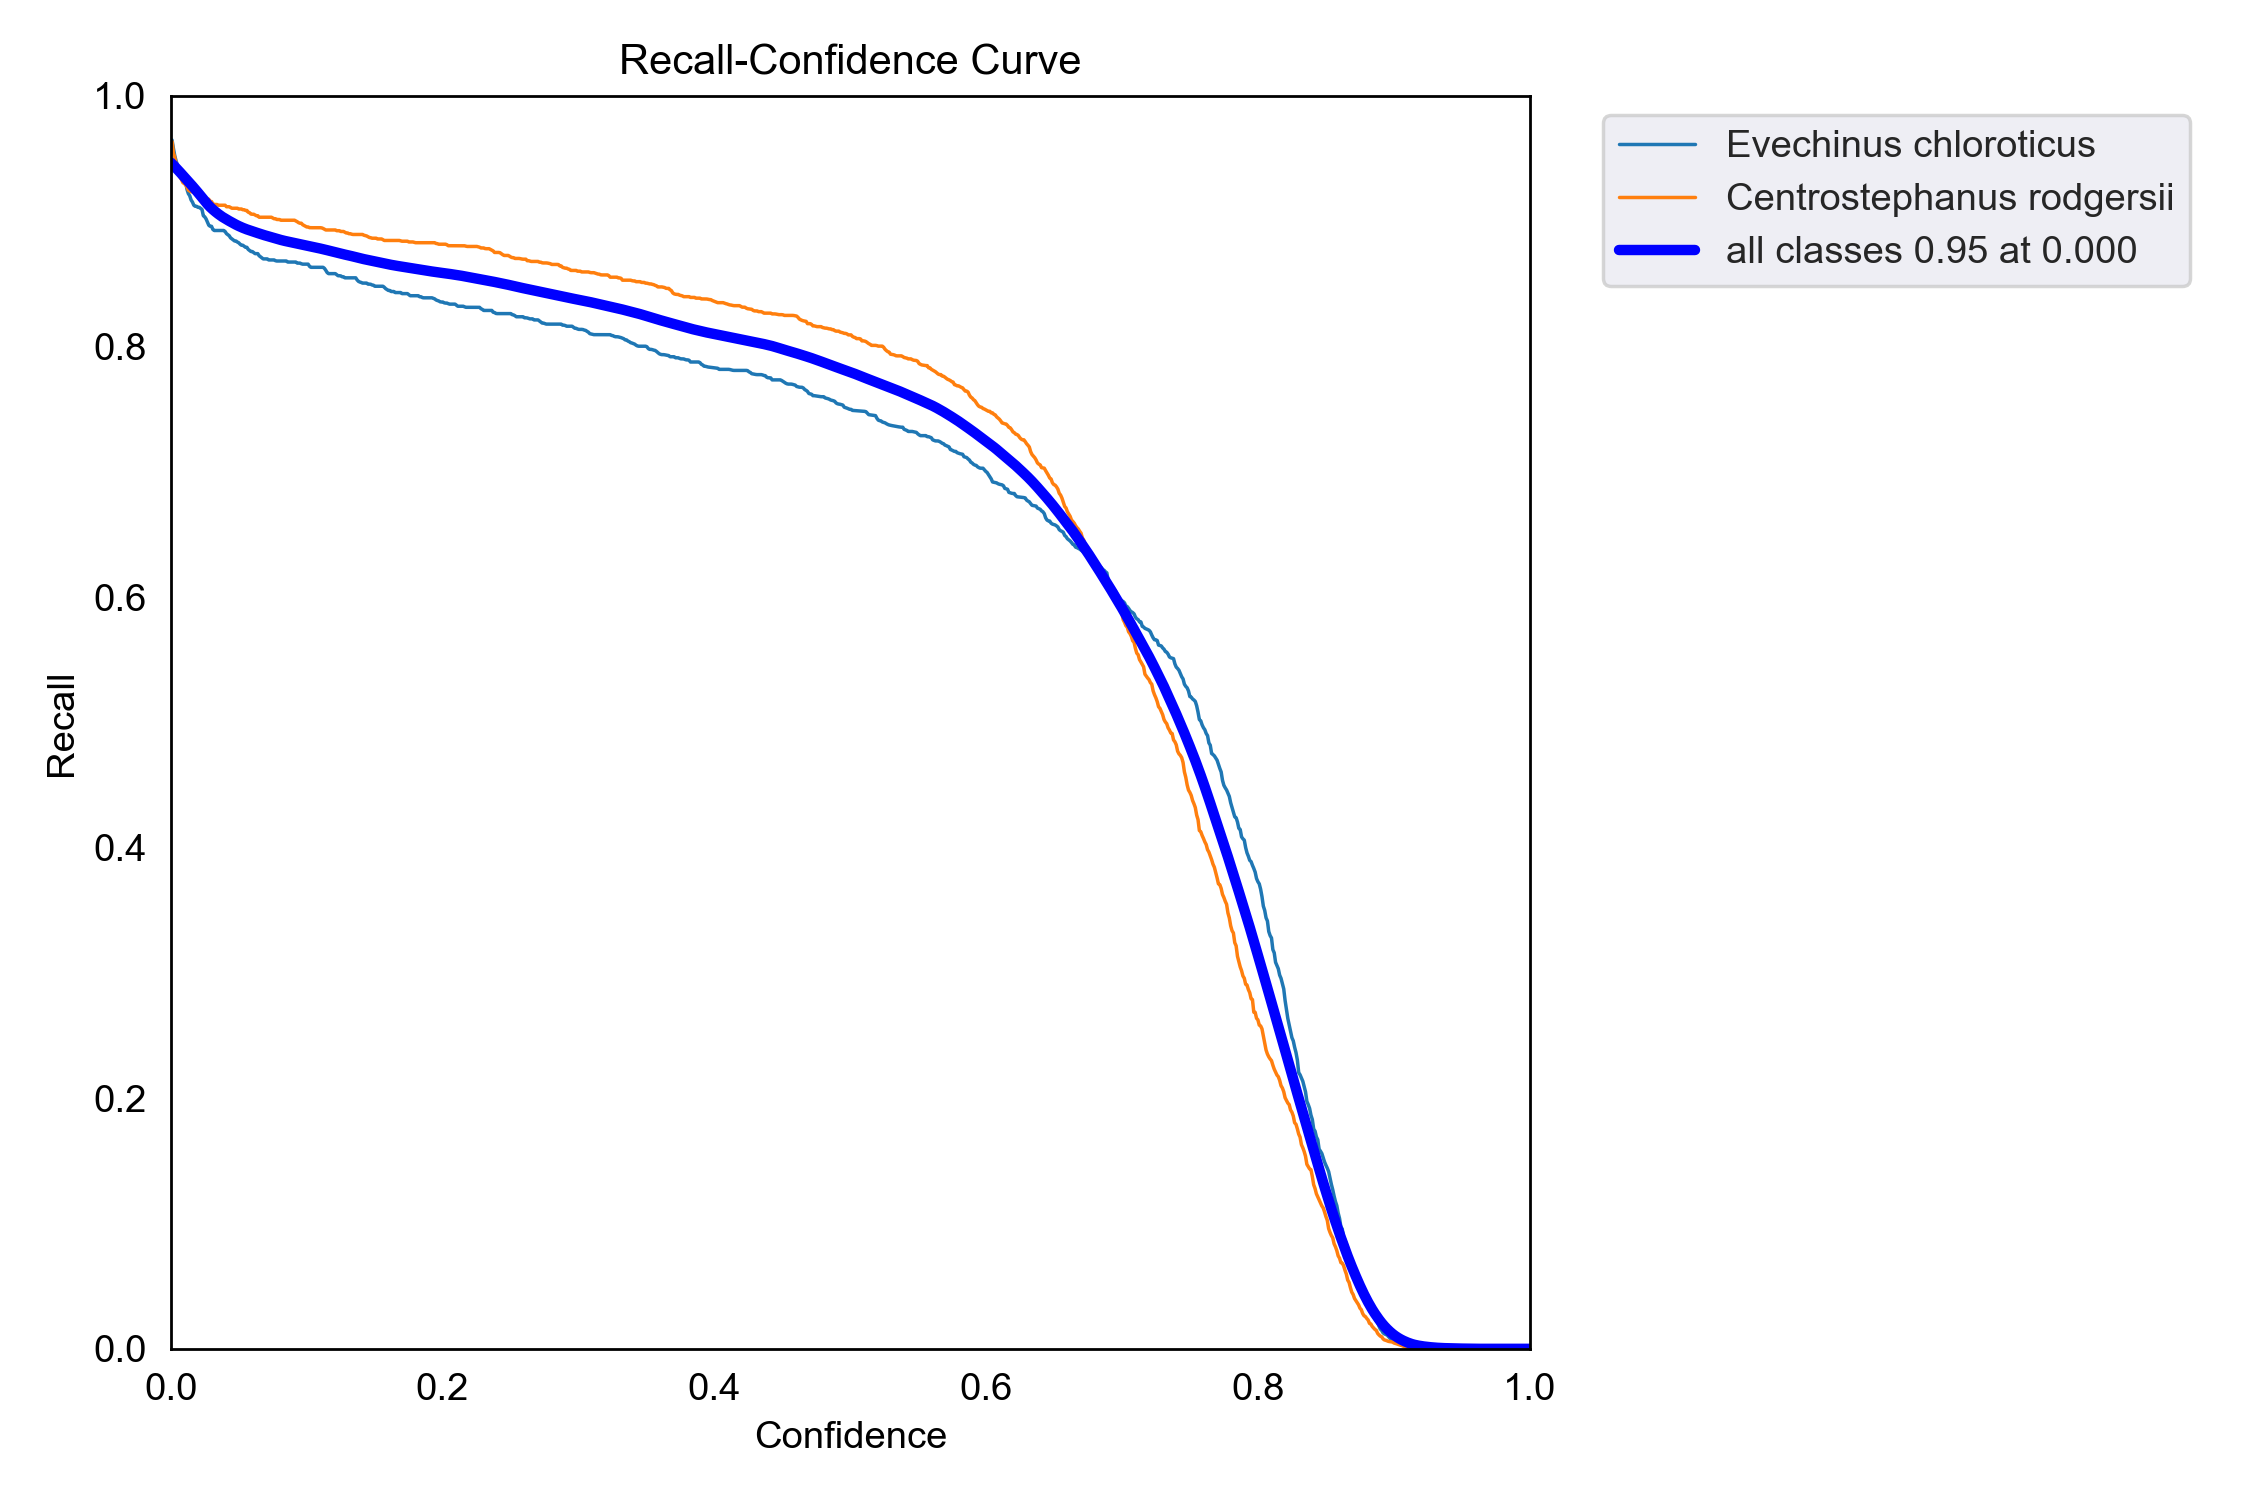 Recall-Confidence Curve
1.0
0.8
0.6
0.4
0.2
0.0
Recall
0.0 0.2 0.4 0.6 0.8 1.0
Confidence
Evechinus chloroticus
Centrostephanus rodgersii
all classes 0.95 at 0.000